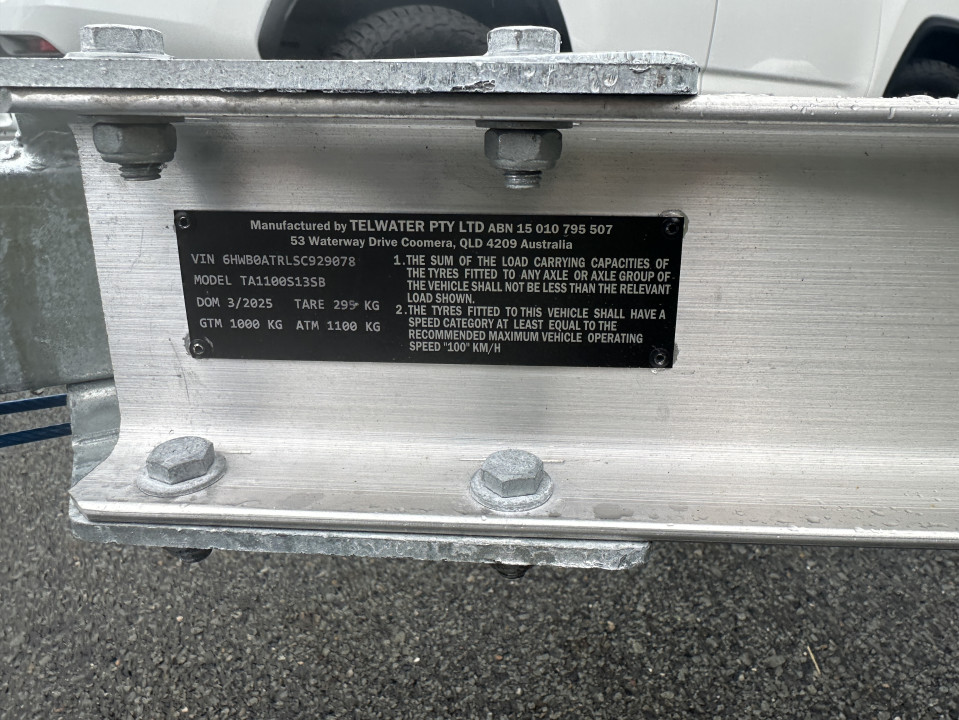 Manufactured by TELWATER PTY LTD ABN 15 010 795 507
53 Waterway Drive Coomera, QLD 4209 Australia
VIN 6HWB0ATRLSC929078
MODEL TA1100S13SB
DOM 3/2025 TARE 299 KG
GTM 1000 KG ATM 1100 KG
1.THE SUM OF THE LOAD CARRYING CAPACITIES OF
THE TYRES FITTED TO ANY AXLE OR AXLE GROUP OF
THE VEHICLE SHALL NOT BE LESS THAN THE RELEVANT
LOAD SHOWN.
2.THE TYRES FITTED TO THIS VEHICLE SHALL HAVE A
SPEED CATEGORY AT LEAST EQUAL TO THE
RECOMMENDED MAXIMUM VEHICLE OPERATING
SPEED "100" KM/H